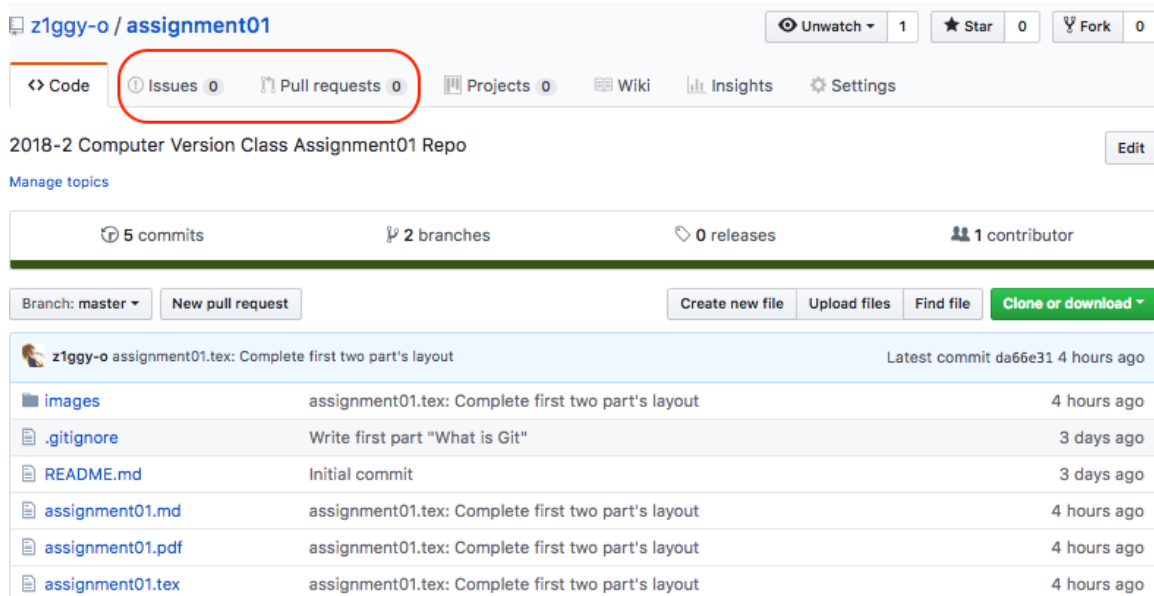 z1ggy-o / assignment01 Unwatch 1 Star 0 Fork 0
Code Issues 0 Pull requests 0 Projects 0 Wiki Insights Settings
2018-2 Computer Version Class Assignment01 Repo Edit
Manage topics
5 commits 2 branches 0 releases 1 contributor
Branch: master New pull request Create new file Upload files Find file Clone or download
z1ggy-o assignment01.tex: Complete first two part's layout Latest commit da66e31 4 hours ago
images assignment01.tex: Complete first two part's layout 4 hours ago
.gitignore Write first part "What is Git" 3 days ago
README.md Initial commit 3 days ago
assignment01.md assignment01.tex: Complete first two part's layout 4 hours ago
assignment01.pdf assignment01.tex: Complete first two part's layout 4 hours ago
assignment01.tex assignment01.tex: Complete first two part's layout 4 hours ago